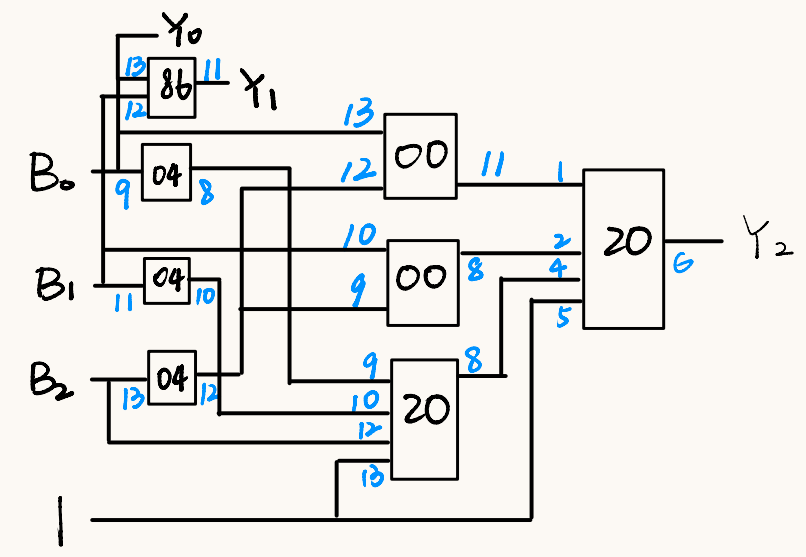 Y0
13 86 11
12 Y1
13
00
12 11 1
B0 04
9 8
20 Y2
10 2 6
00 8 4
B1 04 9 5
11 10
B2 04 9 8
13 12 10 20
12
13
1